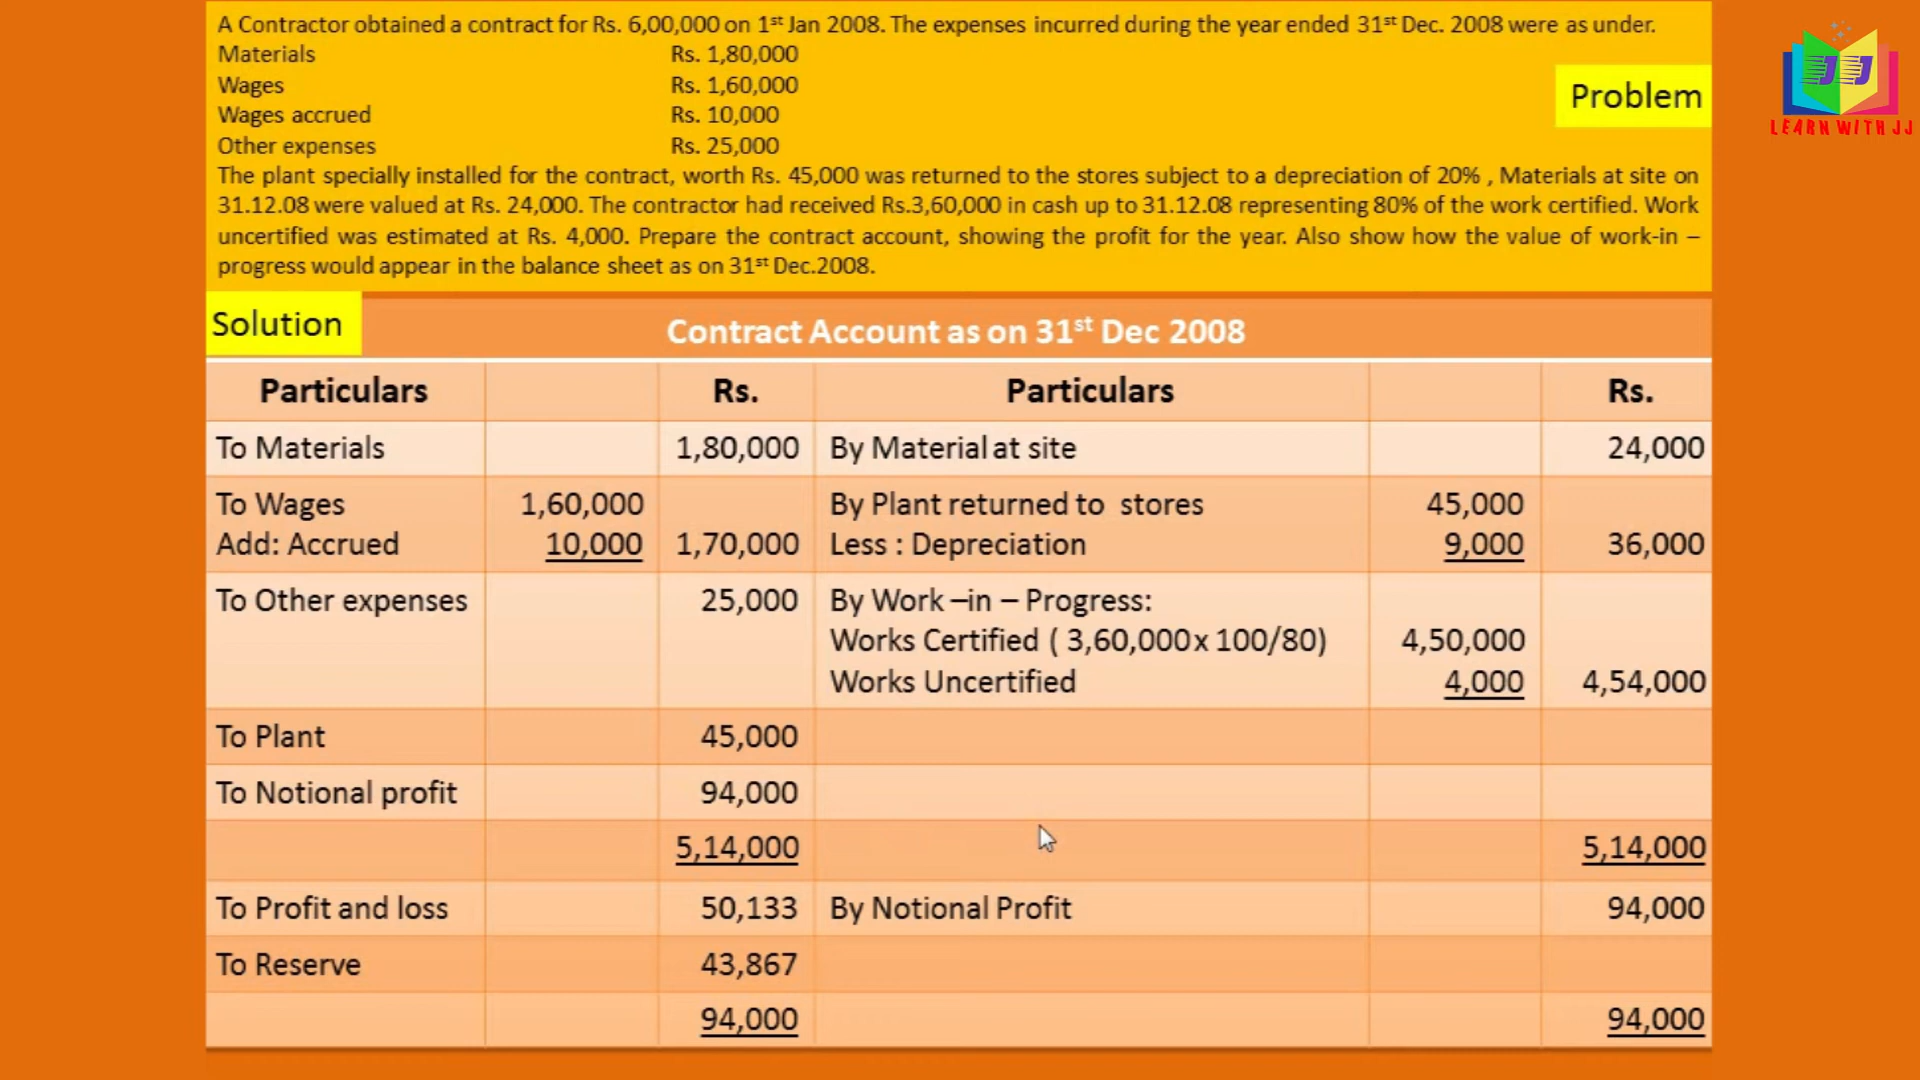 A Contractor obtained a contract for Rs. 6,00,000 on 1st Jan 2008. The expenses incurred during the year ended 31st Dec. 2008 were as under.
Materials Rs. 1,80,000
Wages Rs. 1,60,000
Wages accrued Rs. 10,000
Other expenses Rs. 25,000
Problem
LEARN WITH JJ
The plant specially installed for the contract, worth Rs. 45,000 was returned to the stores subject to a depreciation of 20% , Materials at site on
31.12.08 were valued at Rs. 24,000. The contractor had received Rs.3,60,000 in cash up to 31.12.08 representing 80% of the work certified. Work
uncertified was estimated at Rs. 4,000. Prepare the contract account, showing the profit for the year. Also show how the value of work-in –
progress would appear in the balance sheet as on 31st Dec.2008.
Solution
Contract Account as on 31st Dec 2008
Particulars Rs. Particulars Rs.
To Materials 1,80,000 By Material at site 24,000
To Wages 1,60,000 By Plant returned to stores 45,000
Add: Accrued 10,000 1,70,000 Less : Depreciation 9,000 36,000
To Other expenses 25,000 By Work –in – Progress:
Works Certified ( 3,60,000x 100/80) 4,50,000
Works Uncertified 4,000 4,54,000
To Plant 45,000
To Notional profit 94,000
5,14,000 5,14,000
To Profit and loss 50,133 By Notional Profit 94,000
To Reserve 43,867
94,000 94,000